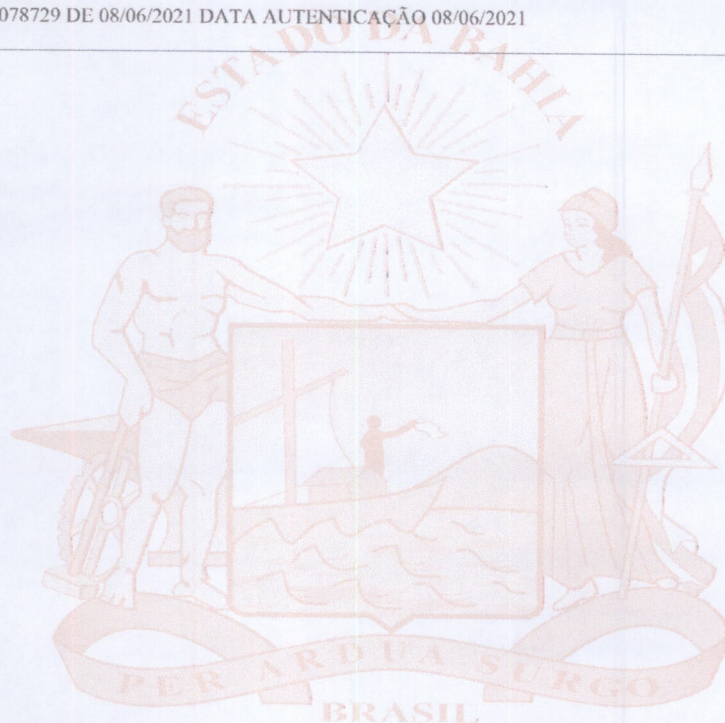 078729 DE 08/06/2021 DATA AUTENTICAÇÃO 08/06/2021
ESTADO DA BAHIA
PER ARDUA SURGO
BRASIL